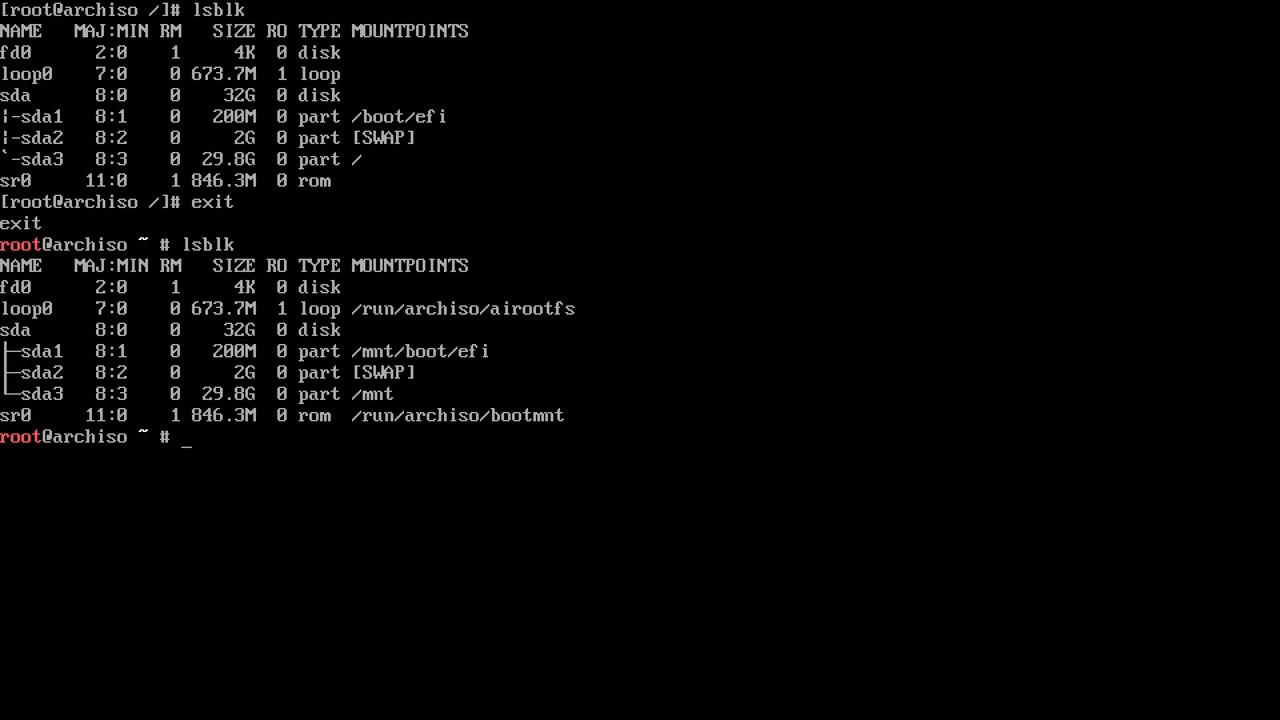 [root@archiso /]# lsblk
NAME   MAJ:MIN RM   SIZE RO TYPE MOUNTPOINTS
fd0      2:0    1     4K  0 disk
loop0    7:0    0 673.7M  1 loop
sda      8:0    0    32G  0 disk
¦-sda1   8:1    0   200M  0 part /boot/efi
¦-sda2   8:2    0     2G  0 part [SWAP]
`-sda3   8:3    0  29.8G  0 part /
sr0     11:0    1 846.3M  0 rom
[root@archiso /]# exit
exit
root@archiso ~ # lsblk
NAME   MAJ:MIN RM   SIZE RO TYPE MOUNTPOINTS
fd0      2:0    1     4K  0 disk
loop0    7:0    0 673.7M  1 loop /run/archiso/airootfs
sda      8:0    0    32G  0 disk
├─sda1   8:1    0   200M  0 part /mnt/boot/efi
├─sda2   8:2    0     2G  0 part [SWAP]
└─sda3   8:3    0  29.8G  0 part /mnt
sr0     11:0    1 846.3M  0 rom  /run/archiso/bootmnt
root@archiso ~ # _